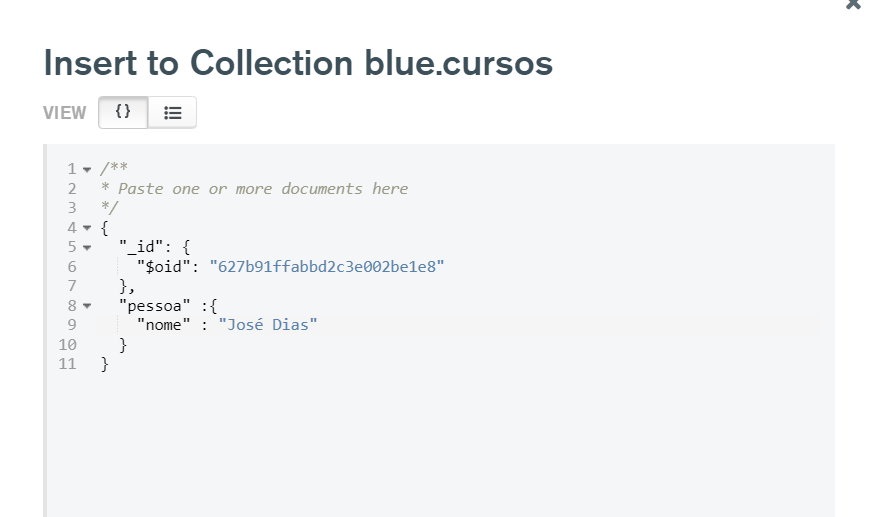 Insert to Collection blue.cursos
VIEW {}
1 /**
2 * Paste one or more documents here
3 */
4 {
5 "_id": {
6 "$oid": "627b91ffabbd2c3e002be1e8"
7 },
8 "pessoa" :{
9 "nome" : "José Dias"
10 }
11 }